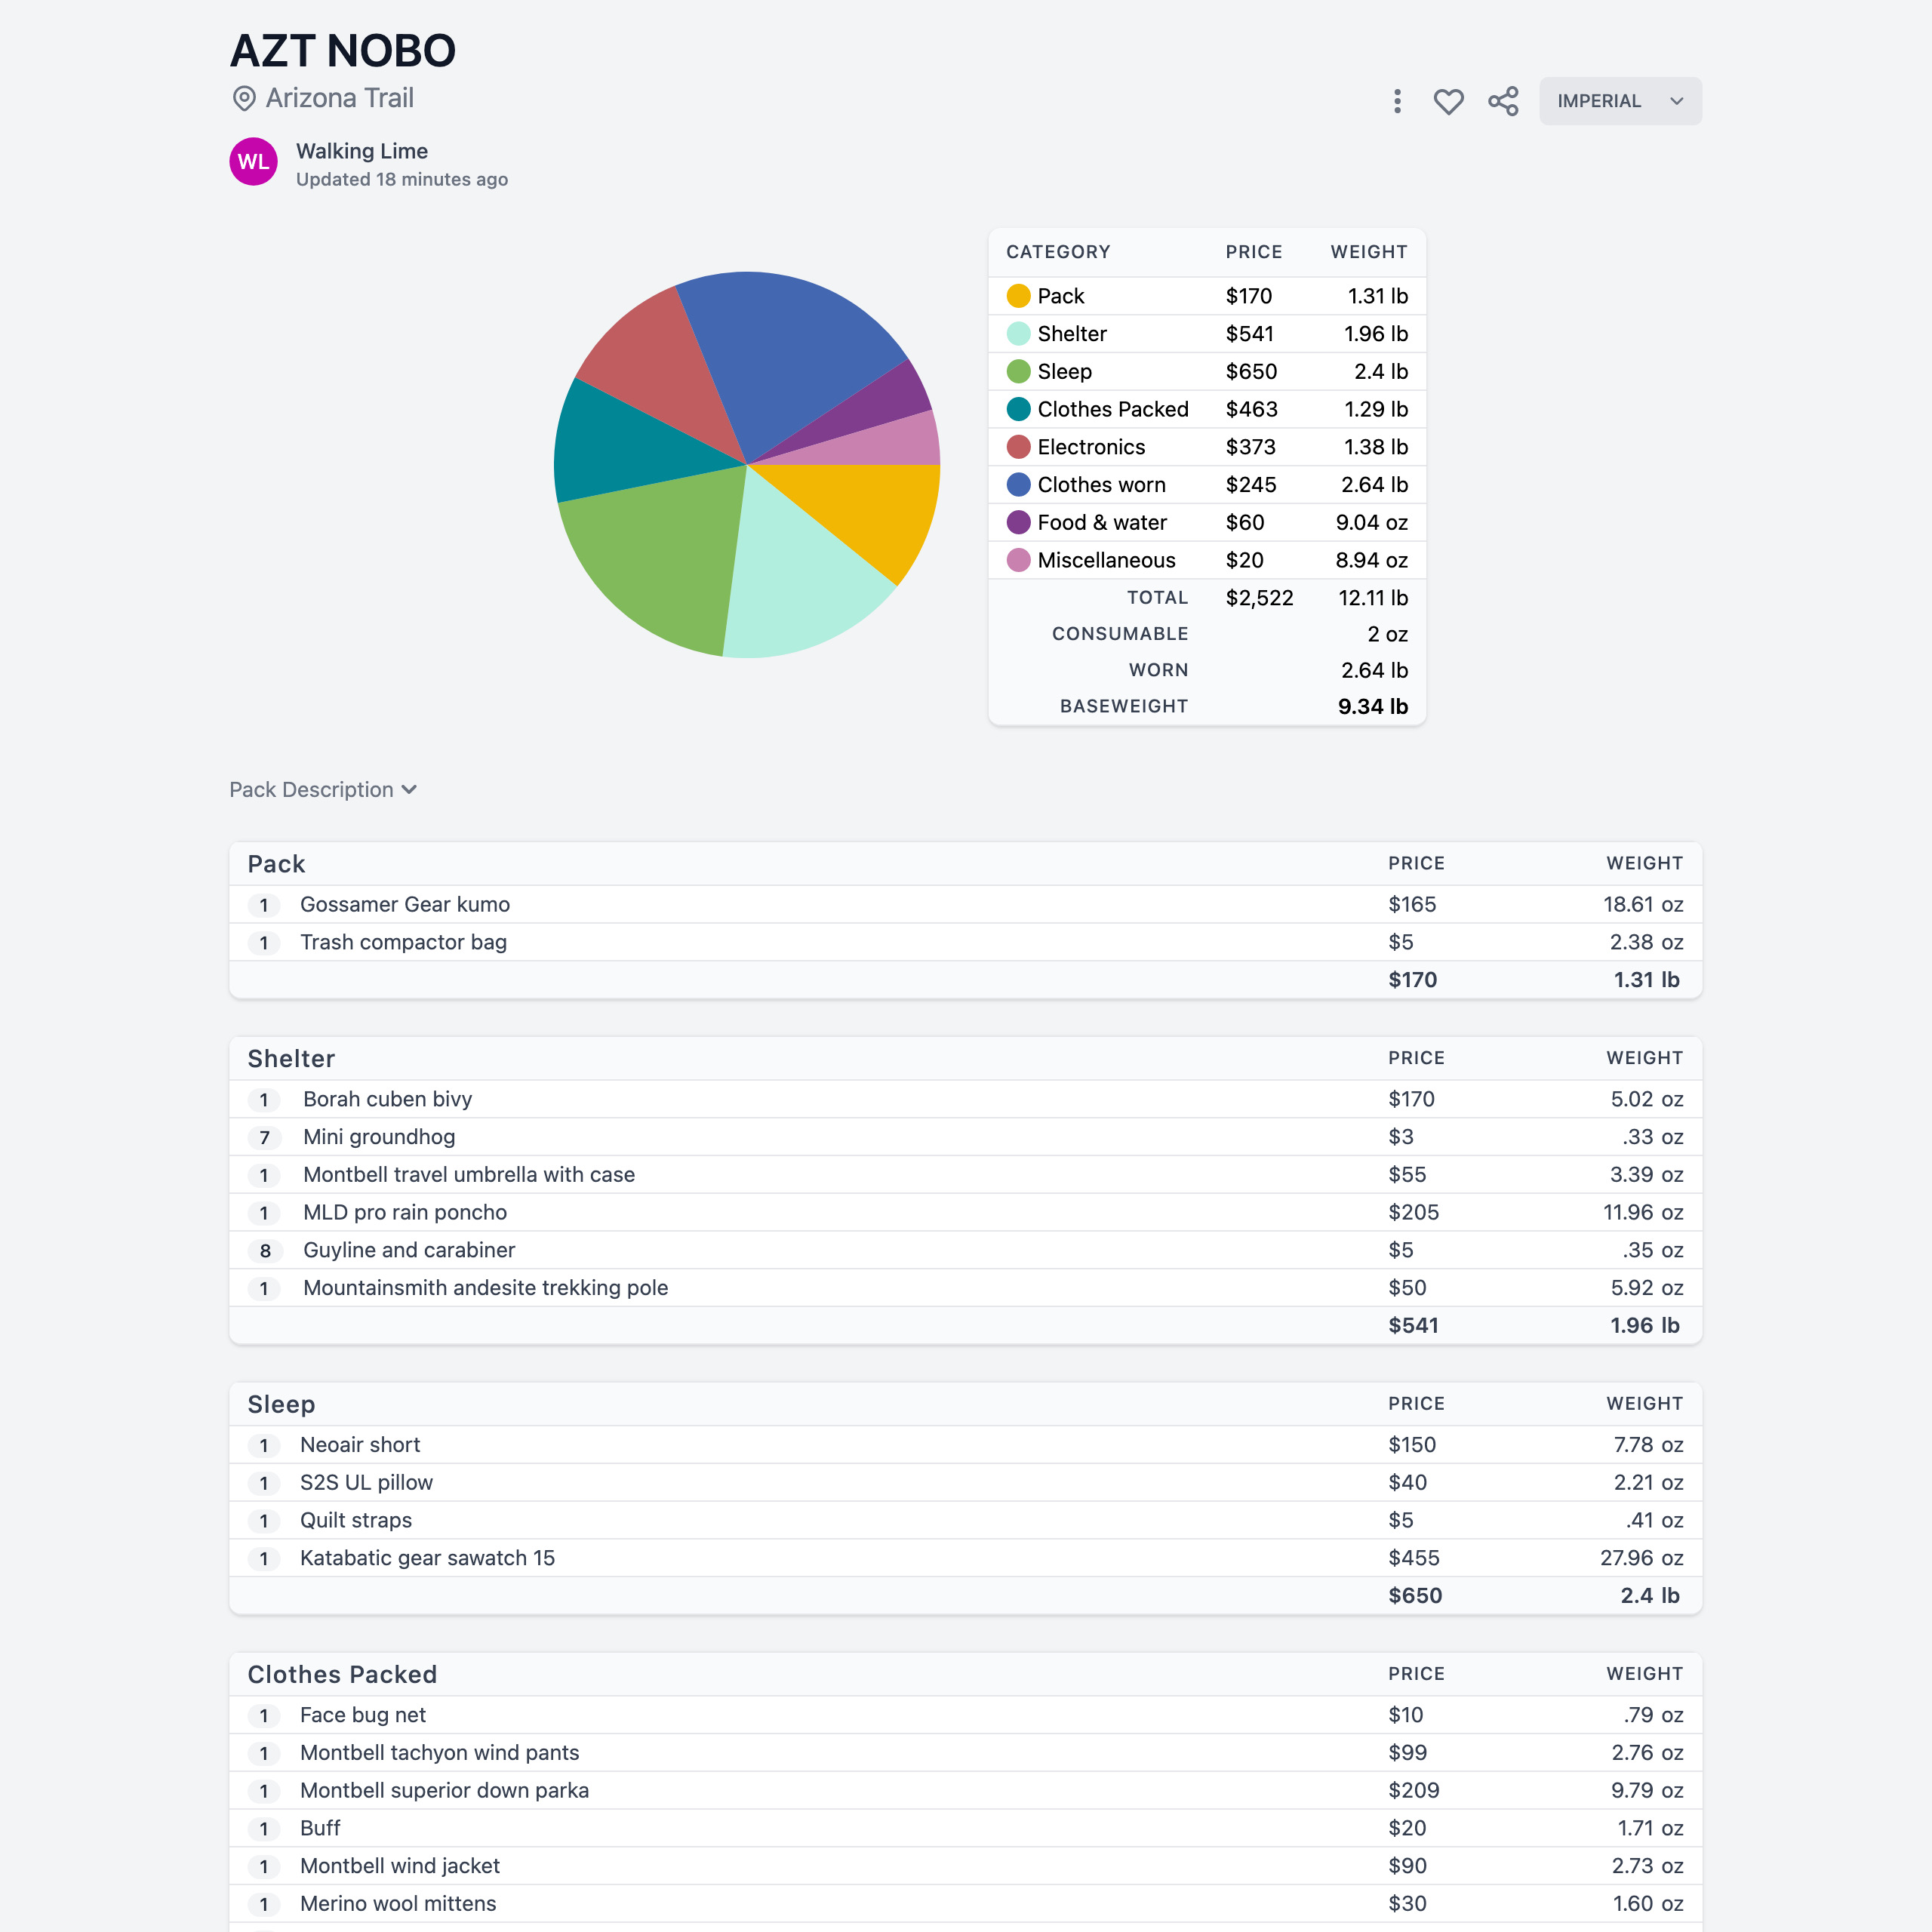 AZT NOBO
Arizona Trail
IMPERIAL
WL
Walking Lime
Updated 18 minutes ago
CATEGORY PRICE WEIGHT
Pack $170 1.31 lb
Shelter $541 1.96 lb
Sleep $650 2.4 lb
Clothes Packed $463 1.29 lb
Electronics $373 1.38 lb
Clothes worn $245 2.64 lb
Food & water $60 9.04 oz
Miscellaneous $20 8.94 oz
TOTAL $2,522 12.11 lb
CONSUMABLE 2 oz
WORN 2.64 lb
BASEWEIGHT 9.34 lb
Pack Description
Pack PRICE WEIGHT
1 Gossamer Gear kumo $165 18.61 oz
1 Trash compactor bag $5 2.38 oz
$170 1.31 lb
Shelter PRICE WEIGHT
1 Borah cuben bivy $170 5.02 oz
7 Mini groundhog $3 .33 oz
1 Montbell travel umbrella with case $55 3.39 oz
1 MLD pro rain poncho $205 11.96 oz
8 Guyline and carabiner $5 .35 oz
1 Mountainsmith andesite trekking pole $50 5.92 oz
$541 1.96 lb
Sleep PRICE WEIGHT
1 Neoair short $150 7.78 oz
1 S2S UL pillow $40 2.21 oz
1 Quilt straps $5 .41 oz
1 Katabatic gear sawatch 15 $455 27.96 oz
$650 2.4 lb
Clothes Packed PRICE WEIGHT
1 Face bug net $10 .79 oz
1 Montbell tachyon wind pants $99 2.76 oz
1 Montbell superior down parka $209 9.79 oz
1 Buff $20 1.71 oz
1 Montbell wind jacket $90 2.73 oz
1 Merino wool mittens $30 1.60 oz